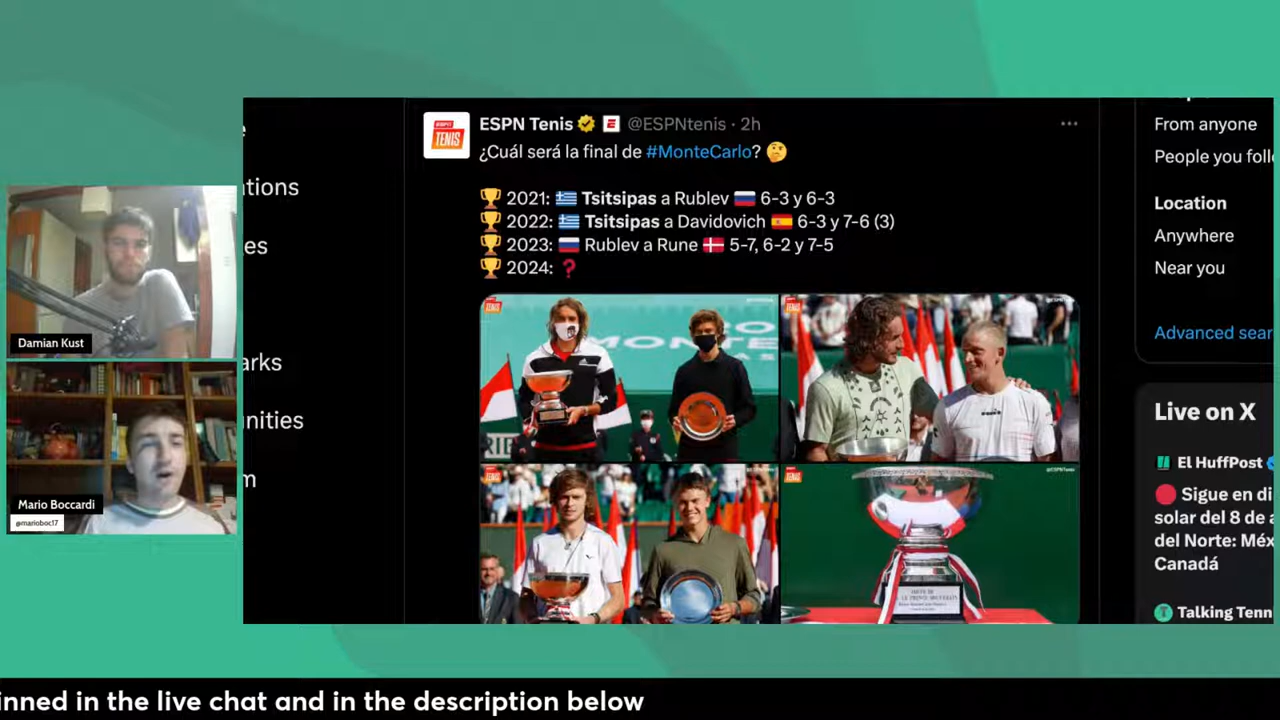 ESPN Tenis @ESPNtenis · 2h
¿Cuál será la final de #MonteCarlo? 🤔
🏆 2021: 🇬🇷 Tsitsipas a Rublev 🇷🇺 6-3 y 6-3
🏆 2022: 🇬🇷 Tsitsipas a Davidovich 🇪🇸 6-3 y 7-6 (3)
🏆 2023: 🇷🇺 Rublev a Rune 🇩🇰 5-7, 6-2 y 7-5
🏆 2024: ❓
TENIS
MONTE
e
tions
es
arks
nities
m
Damian Kust
Mario Boccardi
@marioboc17
From anyone
People you foll
Location
Anywhere
Near you
Advanced sear
Live on X
El HuffPost
🔴 Sigue en di
solar del 8 de a
del Norte: Méx
Canadá
Talking Tenn
inned in the live chat and in the description below